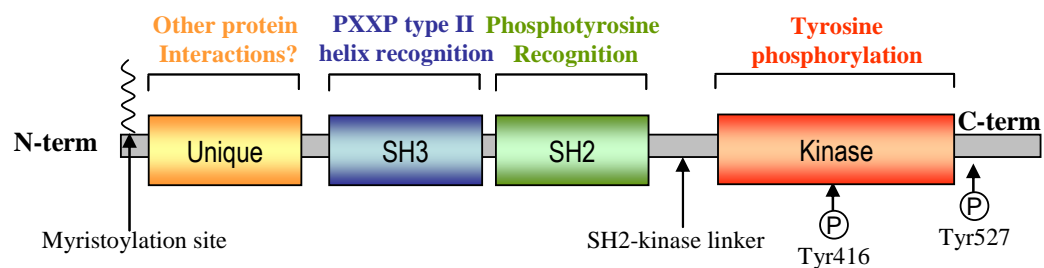 Other protein
Interactions?
PXXP type II
helix recognition
Phosphotyrosine
Recognition
Tyrosine
phosphorylation
N-term
Unique
SH3
SH2
Kinase
C-term
Myristoylation site
SH2-kinase linker
P
Tyr416
P
Tyr527